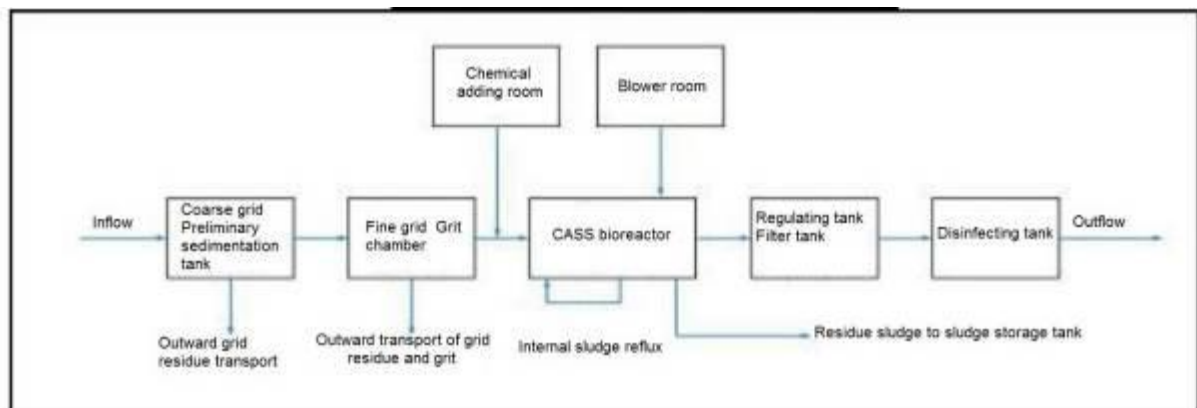 Chemical
adding room
Blower room
Inflow
Coarse grid
Preliminary
sedimentation
tank
Fine grid Grit
chamber
CASS bioreactor
Regulating tank
Filter tank
Disinfecting tank
Outflow
Outward grid
residue transport
Outward transport of grid
residue and grit
Internal sludge reflux
Residue sludge to sludge storage tank